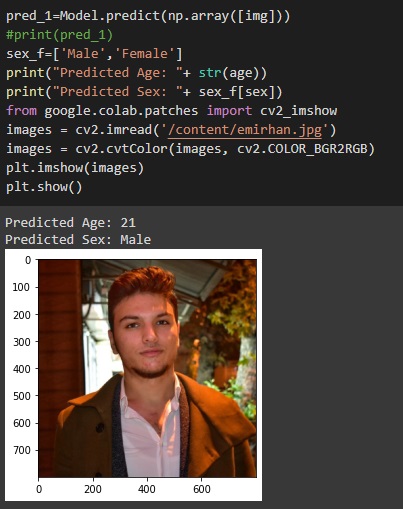 pred_1=Model.predict(np.array([img]))
#print(pred_1)
sex_f=['Male','Female']
print("Predicted Age: "+ str(age))
print("Predicted Sex: "+ sex_f[sex])
from google.colab.patches import cv2_imshow
images = cv2.imread('/content/emirhan.jpg')
images = cv2.cvtColor(images, cv2.COLOR_BGR2RGB)
plt.imshow(images)
plt.show()
Predicted Age: 21
Predicted Sex: Male
0
100
200
300
400
500
600
700
0 200 400 600